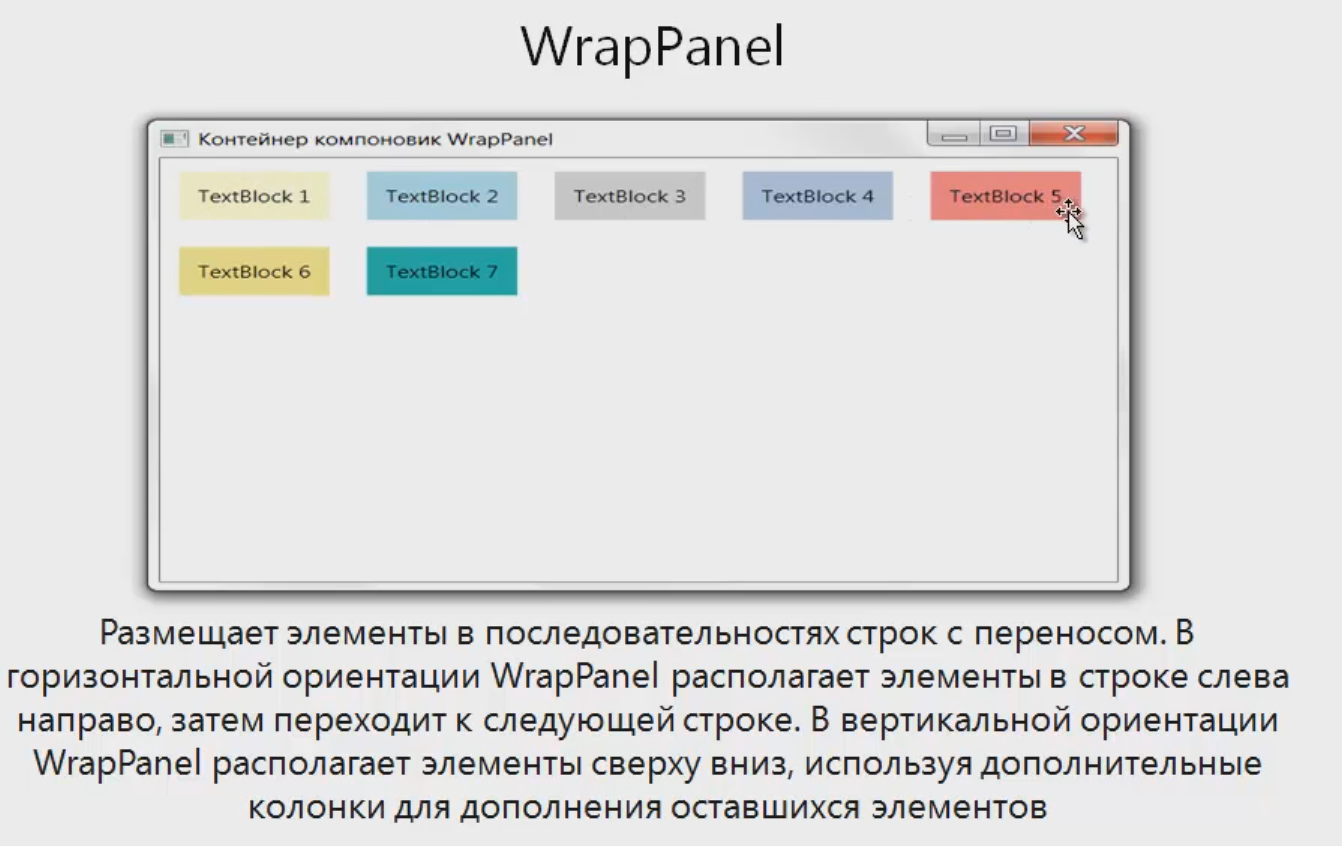 WrapPanel
Контейнер компоновик WrapPanel
TextBlock 1 TextBlock 2 TextBlock 3 TextBlock 4 TextBlock 5
TextBlock 6 TextBlock 7
Размещает элементы в последовательностях строк с переносом. В
горизонтальной ориентации WrapPanel располагает элементы в строке слева
направо, затем переходит к следующей строке. В вертикальной ориентации
WrapPanel располагает элементы сверху вниз, используя дополнительные
колонки для дополнения оставшихся элементов